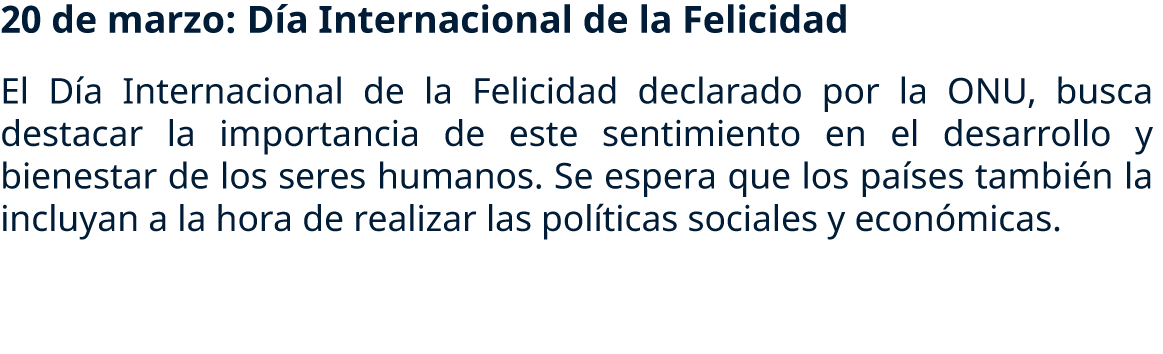 20 de marzo: Día Internacional de la Felicidad
El Día Internacional de la Felicidad declarado por la ONU, busca
destacar la importancia de este sentimiento en el desarrollo y
bienestar de los seres humanos. Se espera que los países también la
incluyan a la hora de realizar las políticas sociales y económicas.